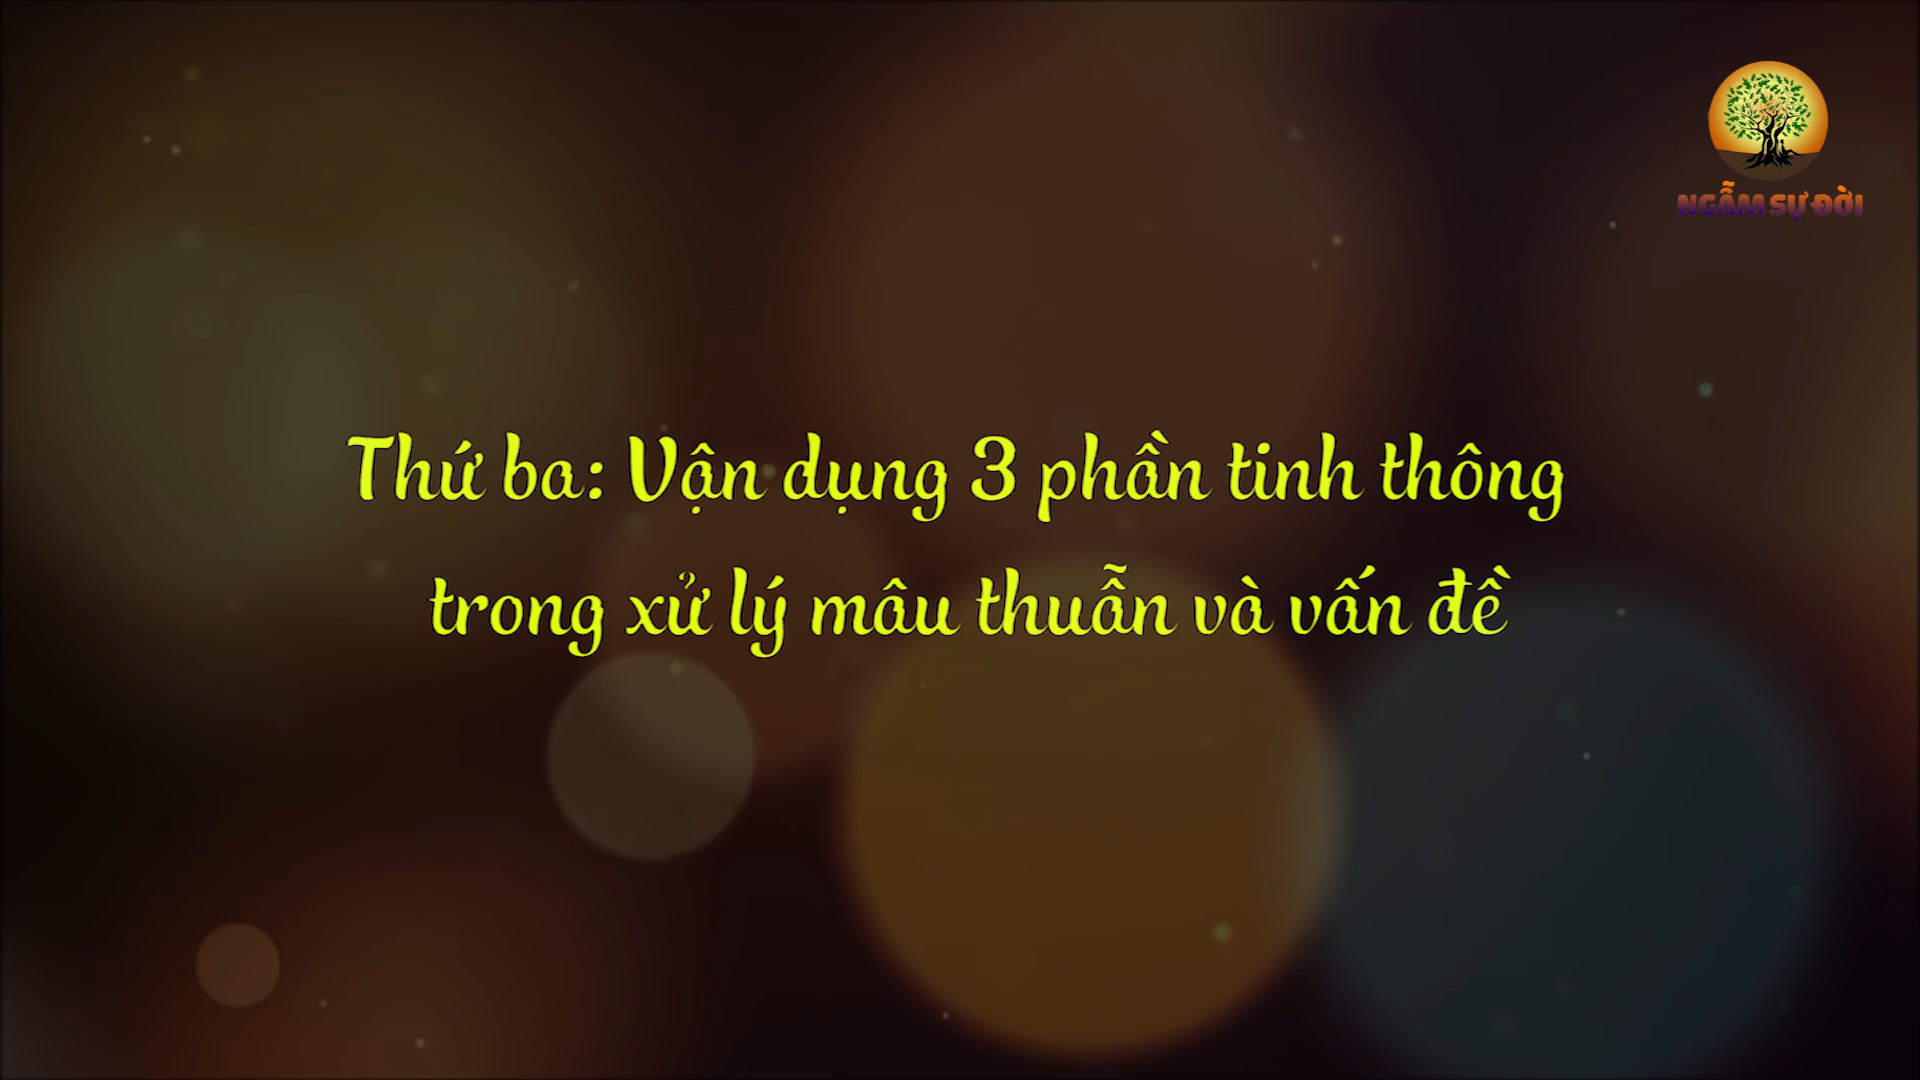 NGẪM SỰ ĐỜI
Thứ ba: Vận dụng 3 phần tinh thông
trong xử lý mâu thuẫn và vấn đề